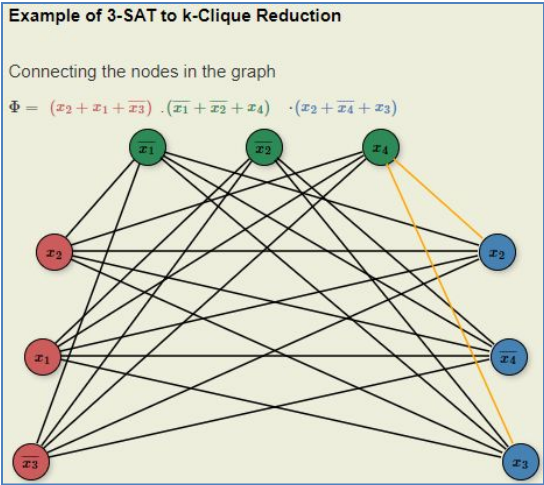 Example of 3-SAT to k-Clique Reduction
Connecting the nodes in the graph
Φ = (x₂ + x₁ + x̅₃) . (x̅₁ + x̅₂ + x₄) · (x₂ + x̅₄ + x₃)
x̅₁ x̅₂ x₄
x₂ x₂
x₁ x̅₄
x̅₃ x₃